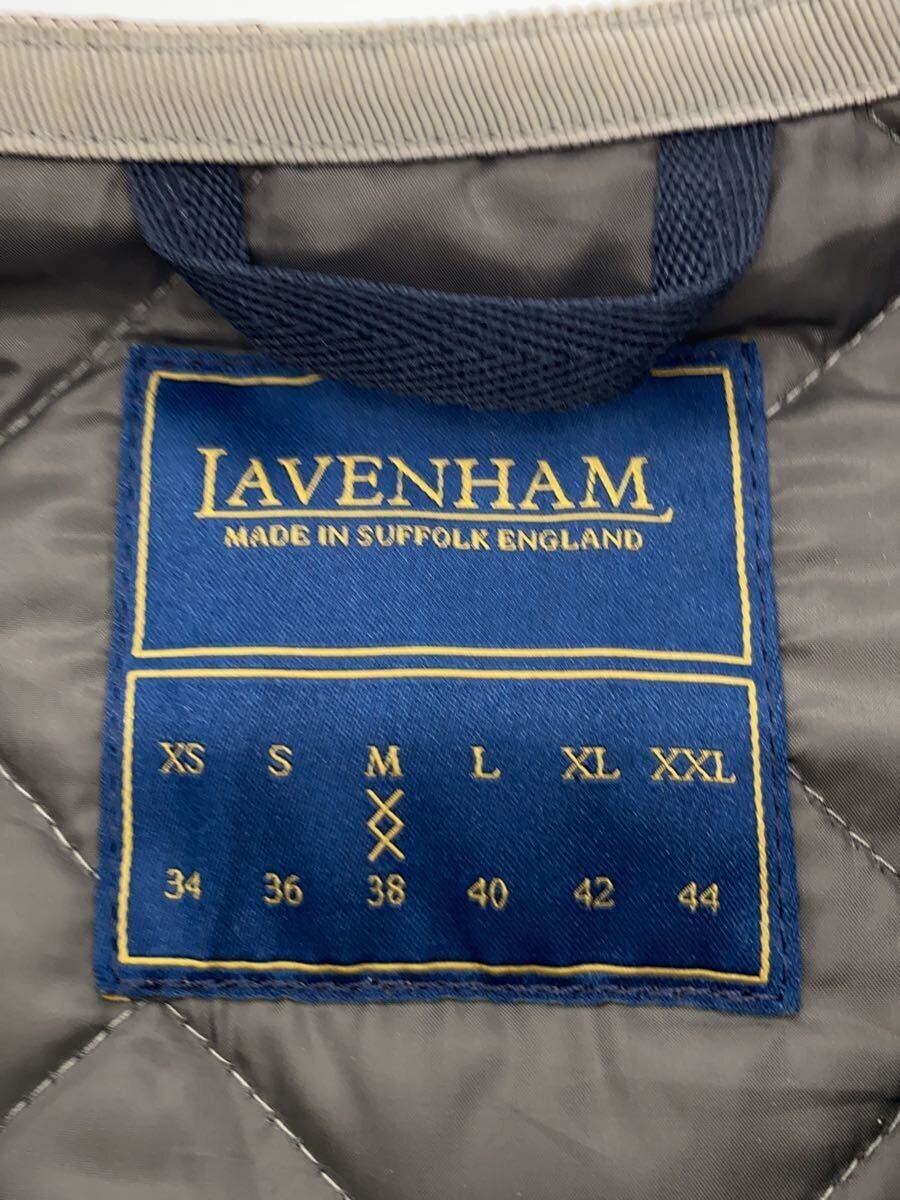 LAVENHAM
MADE IN SUFFOLK ENGLAND
XS S M L XL XXL
34 36 38 40 42 44